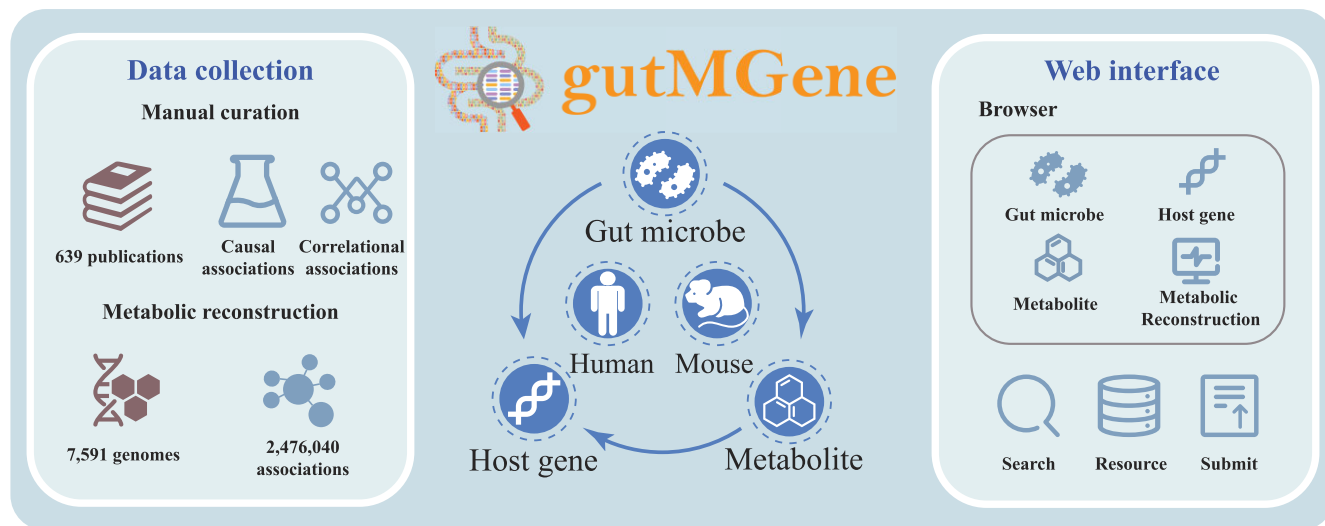 Data collection
Manual curation
639 publications
Causal
associations
Correlational
associations
Metabolic reconstruction
7,591 genomes
2,476,040
associations
gutMGene
Gut microbe
Human
Mouse
Host gene
Metabolite
Web interface
Browser
Gut microbe
Host gene
Metabolite
Metabolic
Reconstruction
Search
Resource
Submit